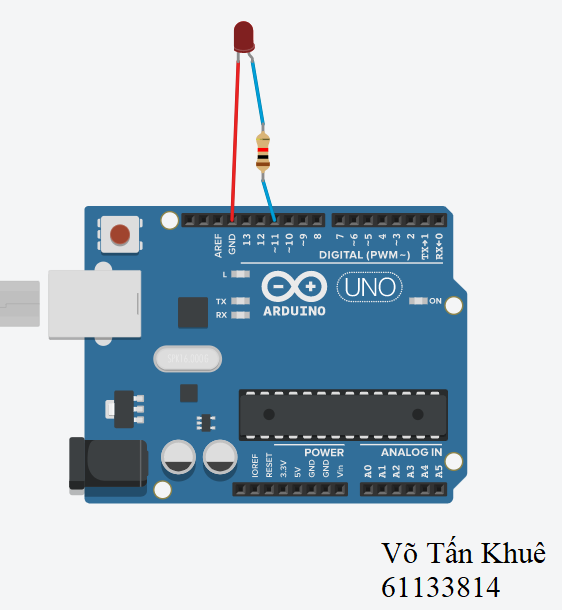 AREF
GND
13
12
~11
~10
~9
8
7
~6
~5
4
~3
2
TX→1
RX←0
DIGITAL (PWM~)
L
TX
RX
ARDUINO
UNO
ON
POWER
ANALOG IN
IOREF
RESET
3.3V
5V
GND
GND
Vin
A0
A1
A2
A3
A4
A5
Võ Tấn Khuê
61133814